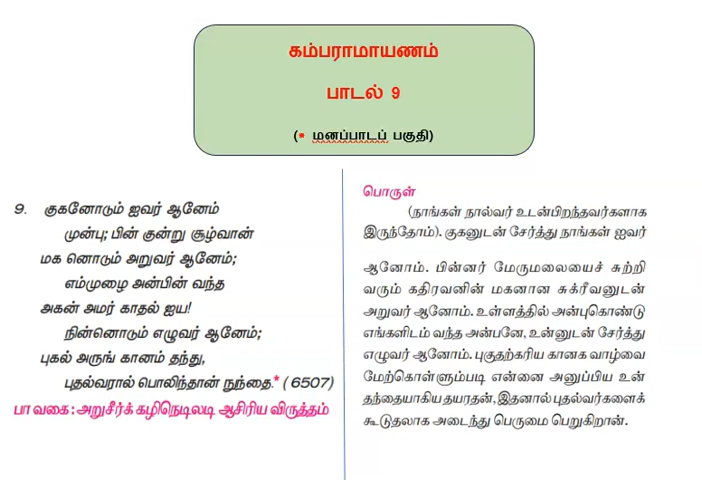 கம்பராமாயணம்
பாடல் 9
(* மனப்பாடப் பகுதி)
9. குகனோடும் ஐவர் ஆனேம்
முன்பு; பின் குன்று சூழ்வான்
மக னொடும் அறுவர் ஆனேம்;
எம்முழை அன்பின் வந்த
அகன் அமர் காதல் ஐய!
நின்னொடும் எழுவர் ஆனேம்;
புகல் அருங் கானம் தந்து,
புதல்வரால் பொலிந்தான் நுந்தை.* (6507)
பா வகை : அறுசீர்க் கழிநெடிலடி ஆசிரிய விருத்தம்
பொருள்
(நாங்கள் நால்வர் உடன்பிறந்தவர்களாக
இருந்தோம்). குகனுடன் சேர்த்து நாங்கள் ஐவர்
ஆனோம். பின்னர் மேருமலையைச் சுற்றி
வரும் கதிரவனின் மகனான சுக்ரீவனுடன்
அறுவர் ஆனோம். உள்ளத்தில் அன்புகொண்டு
எங்களிடம் வந்த அன்பனே, உன்னுடன் சேர்த்து
எழுவர் ஆனோம். புகுதற்கரிய கானக வாழ்வை
மேற்கொள்ளும்படி என்னை அனுப்பிய உன்
தந்தையாகிய தயரதன், இதனால் புதல்வர்களைக்
கூடுதலாக அடைந்து பெருமை பெறுகிறான்.